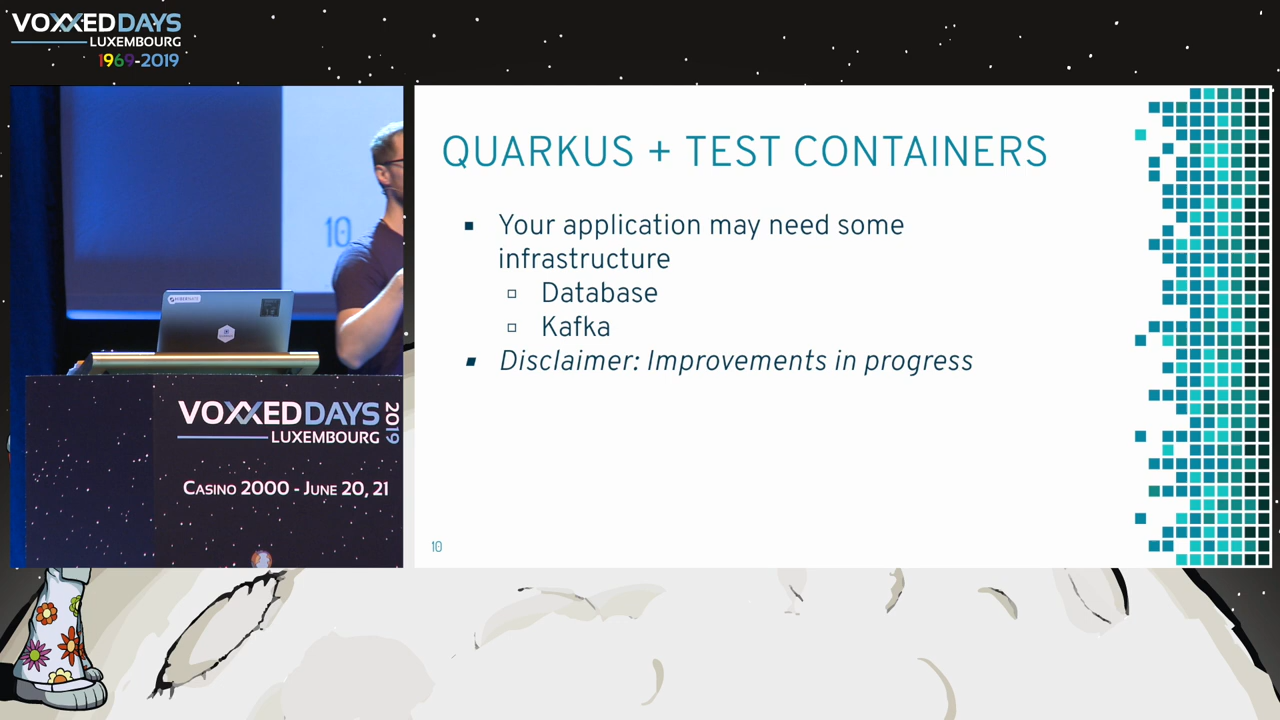 VOXXEDDAYS
LUXEMBOURG
1969-2019
10
QUARKUS + TEST CONTAINERS
Your application may need some
infrastructure
Database
Kafka
Disclaimer: Improvements in progress
10
VOXXEDDAYS
2019
LUXEMBOURG
CASINO 2000 - JUNE 20, 21